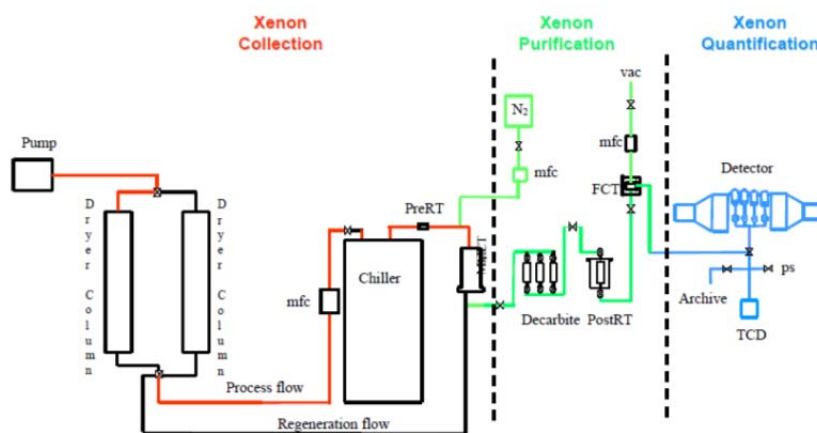 Xenon
Collection
Xenon
Purification
Xenon
Quantification
vac
N₂
Pump
mfc
mfc
Detector
FCT
PreRT
Dryer Column
Dryer Column
Chiller
mfc
ps
Archive
Decarbite
PostRT
TCD
Process flow
Regeneration flow